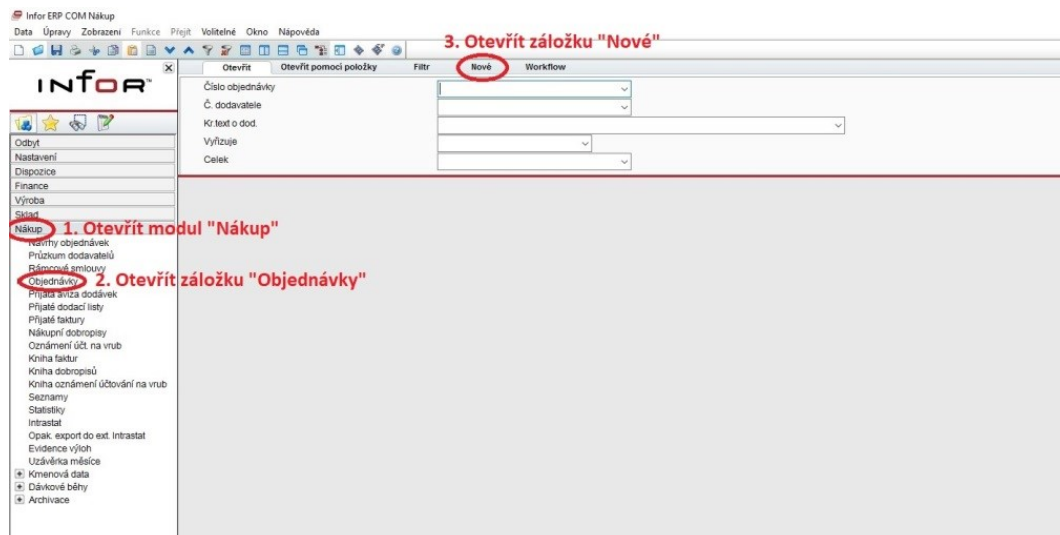 Infor ERP COM Nákup
Data Úpravy Zobrazení Funkce Přejít Volitelné Okno Nápověda
3. Otevřít záložku "Nové"
Otevřít Otevřít pomocí položky Filtr Nové Workflow
INFOR™
Číslo objednávky
Č. dodavatele
Kr.text o dod.
Vyřizuje
Celek
Odbyt
Nastavení
Dispozice
Finance
Výroba
Sklad
Nákup 1. Otevřít modul "Nákup"
Návrhy objednávek
Průzkum dodavatelů
Rámcové smlouvy
Objednávky 2. Otevřít záložku "Objednávky"
Přijatá avíza dodávek
Přijaté dodací listy
Přijaté faktury
Nákupní dobropisy
Oznámení účt. na vrub
Kniha faktur
Kniha dobropisů
Kniha oznámení účtování na vrub
Seznamy
Statistiky
Intrastat
Opak. export do ext. Intrastat
Evidence výloh
Uzávěrka měsíce
Kmenová data
Dávkové běhy
Archivace